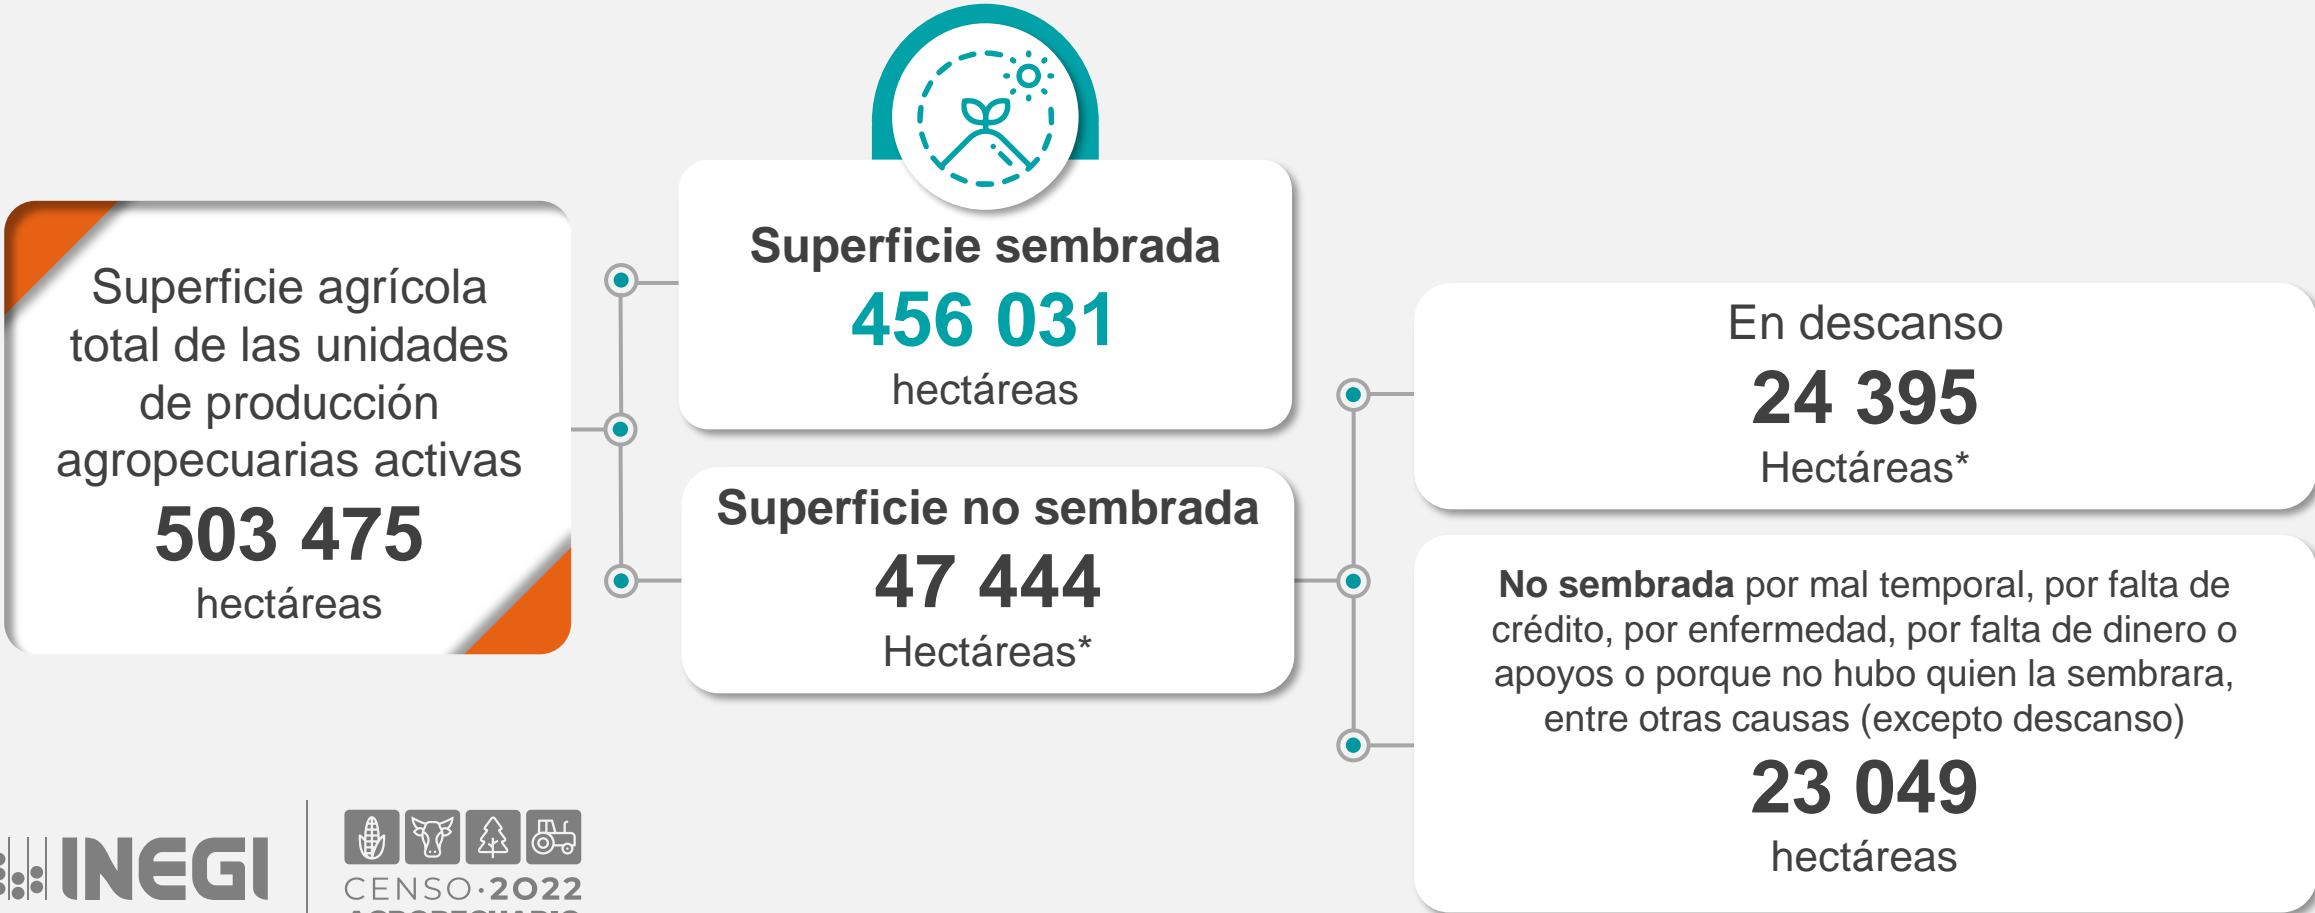 Superficie agrícola
total de las unidades
de producción
agropecuarias activas
503 475
hectáreas
Superficie sembrada
456 031
hectáreas
Superficie no sembrada
47 444
Hectáreas*
En descanso
24 395
Hectáreas*
No sembrada por mal temporal, por falta de
crédito, por enfermedad, por falta de dinero o
apoyos o porque no hubo quien la sembrara,
entre otras causas (excepto descanso)
23 049
hectáreas
INEGI
CENSO·2022
AGROPECUARIO